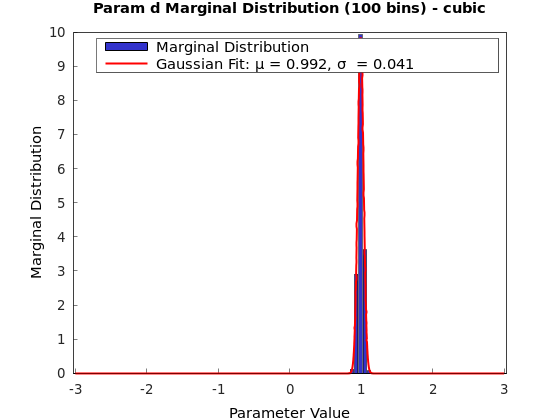 Param d Marginal Distribution (100 bins) - cubic
10
9
8
7
6
5
4
3
2
1
0
Marginal Distribution
Marginal Distribution
Gaussian Fit: μ = 0.992, σ = 0.041
-3 -2 -1 0 1 2 3
Parameter Value